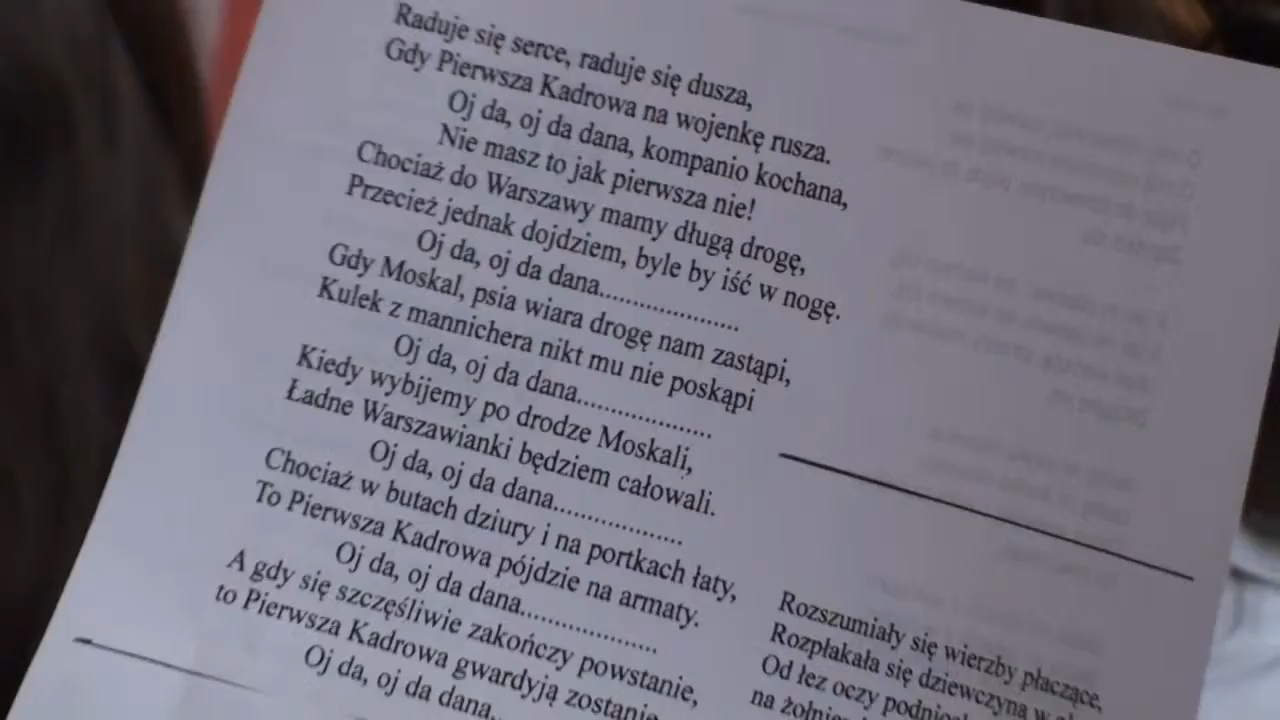 Raduje się serce, raduje się dusza,
Gdy Pierwsza Kadrowa na wojenkę rusza.
Oj da, oj da dana, kompanio kochana,
Nie masz to jak pierwsza nie!
Chociaż do Warszawy mamy długą drogę,
Przecież jednak dojdziem, byle by iść w nogę.
Oj da, oj da dana....................
Gdy Moskal, psia wiara drogę nam zastąpi,
Kulek z mannichera nikt mu nie poskąpi
Oj da, oj da dana....................
Kiedy wybijemy po drodze Moskali,
Ładne Warszawianki będziem całowali.
Oj da, oj da dana....................
Chociaż w butach dziury i na portkach łaty,
To Pierwsza Kadrowa pójdzie na armaty.
Oj da, oj da dana....................
A gdy się szczęśliwie zakończy powstanie,
to Pierwsza Kadrowa gwardyją zostanie
Oj da, oj da dana..
Rozszumiały się wierzby płaczące,
Rozpłakała się dziewczyna w
Od łez oczy
na